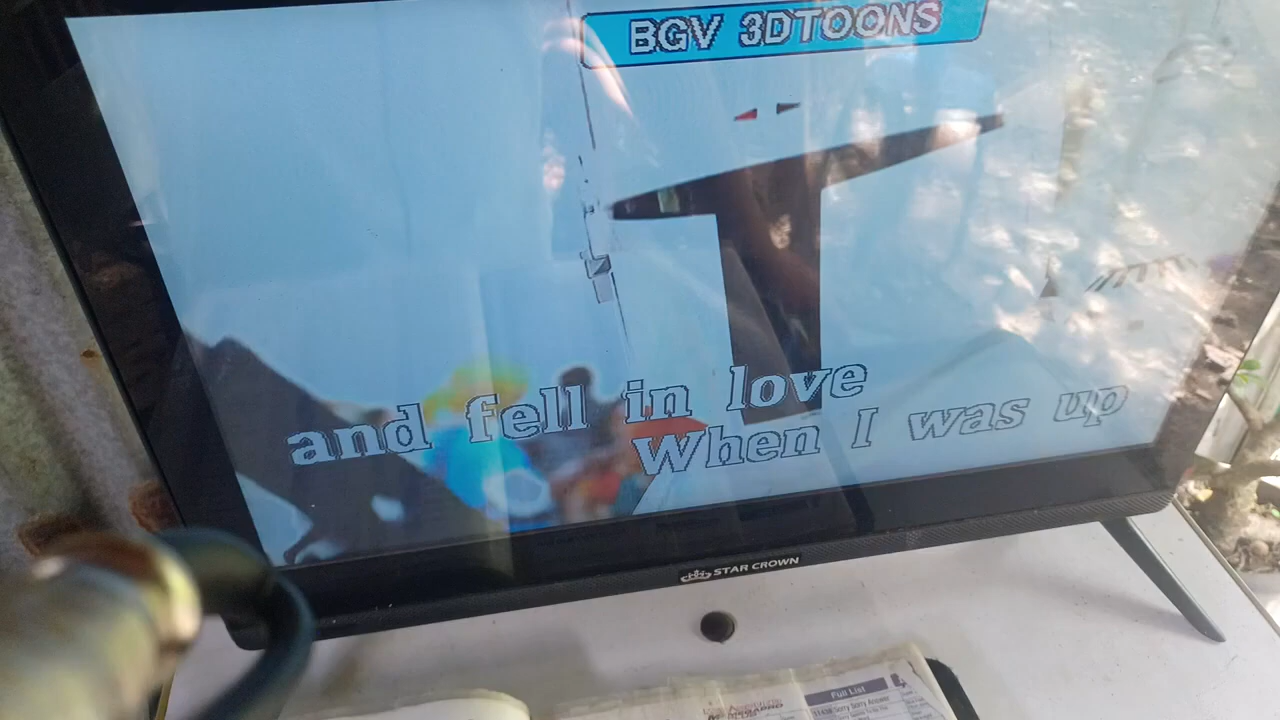 BGV 3DTOONS
and fell in love
When I was up
STAR CROWN
Full List